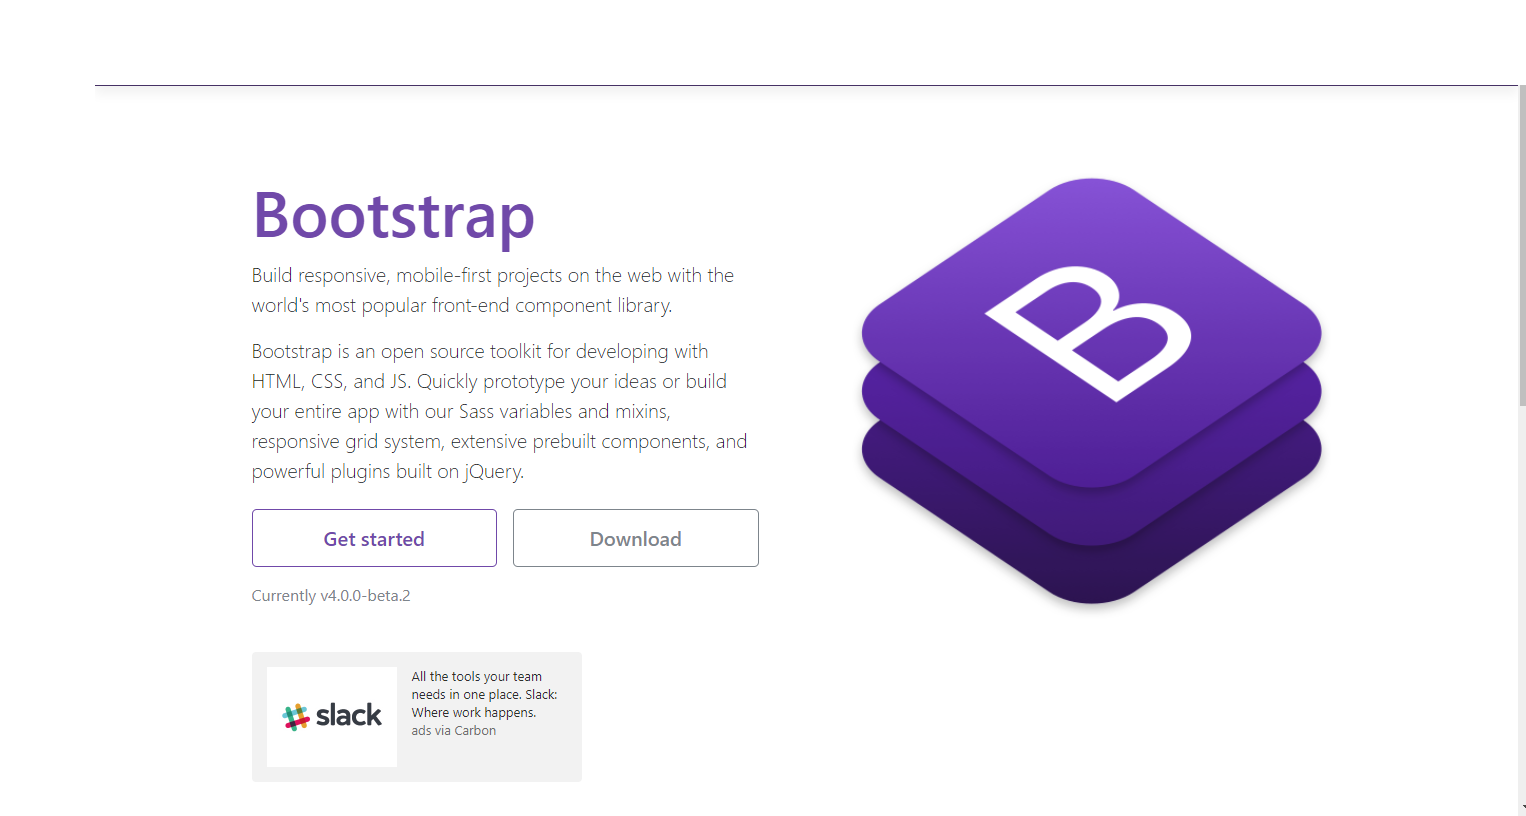 Bootstrap
Build responsive, mobile-first projects on the web with the
world's most popular front-end component library.
Bootstrap is an open source toolkit for developing with
HTML, CSS, and JS. Quickly prototype your ideas or build
your entire app with our Sass variables and mixins,
responsive grid system, extensive prebuilt components, and
powerful plugins built on jQuery.
Get started
Download
Currently v4.0.0-beta.2
B
slack
All the tools your team
needs in one place. Slack:
Where work happens.
ads via Carbon